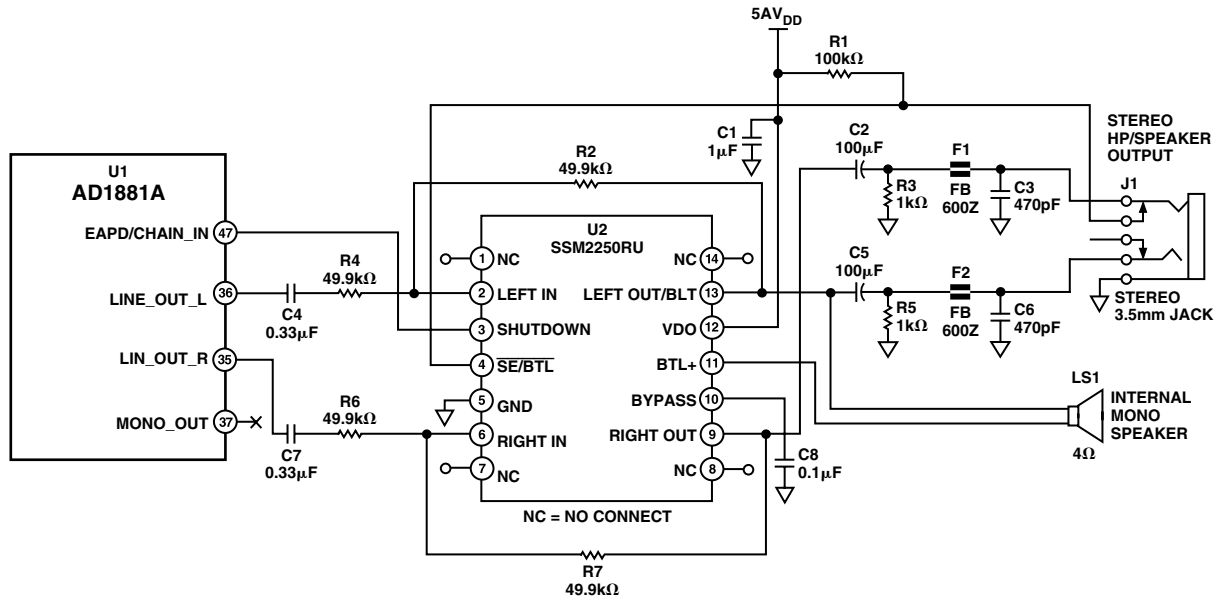 5AVDD
R1
100kΩ
C1
1µF
C2
100µF
F1
STEREO
HP/SPEAKER
OUTPUT
J1
R2
49.9kΩ
R3
1kΩ
FB
600Z
C3
470pF
U1
AD1881A
U2
SSM2250RU
EAPD/CHAIN_IN
47
1
NC
NC
14
R4
49.9kΩ
C5
100µF
F2
LINE_OUT_L
36
C4
0.33µF
2
LEFT IN
LEFT OUT/BLT
13
R5
1kΩ
FB
600Z
C6
470pF
STEREO
3.5mm JACK
3
SHUTDOWN
VDO
12
LIN_OUT_R
35
4
SE/BTL
BTL+
11
LS1
INTERNAL
MONO
SPEAKER
4Ω
5
GND
BYPASS
10
MONO_OUT
37
R6
49.9kΩ
C7
0.33µF
6
RIGHT IN
RIGHT OUT
9
C8
0.1µF
7
NC
NC
8
NC = NO CONNECT
R7
49.9kΩ